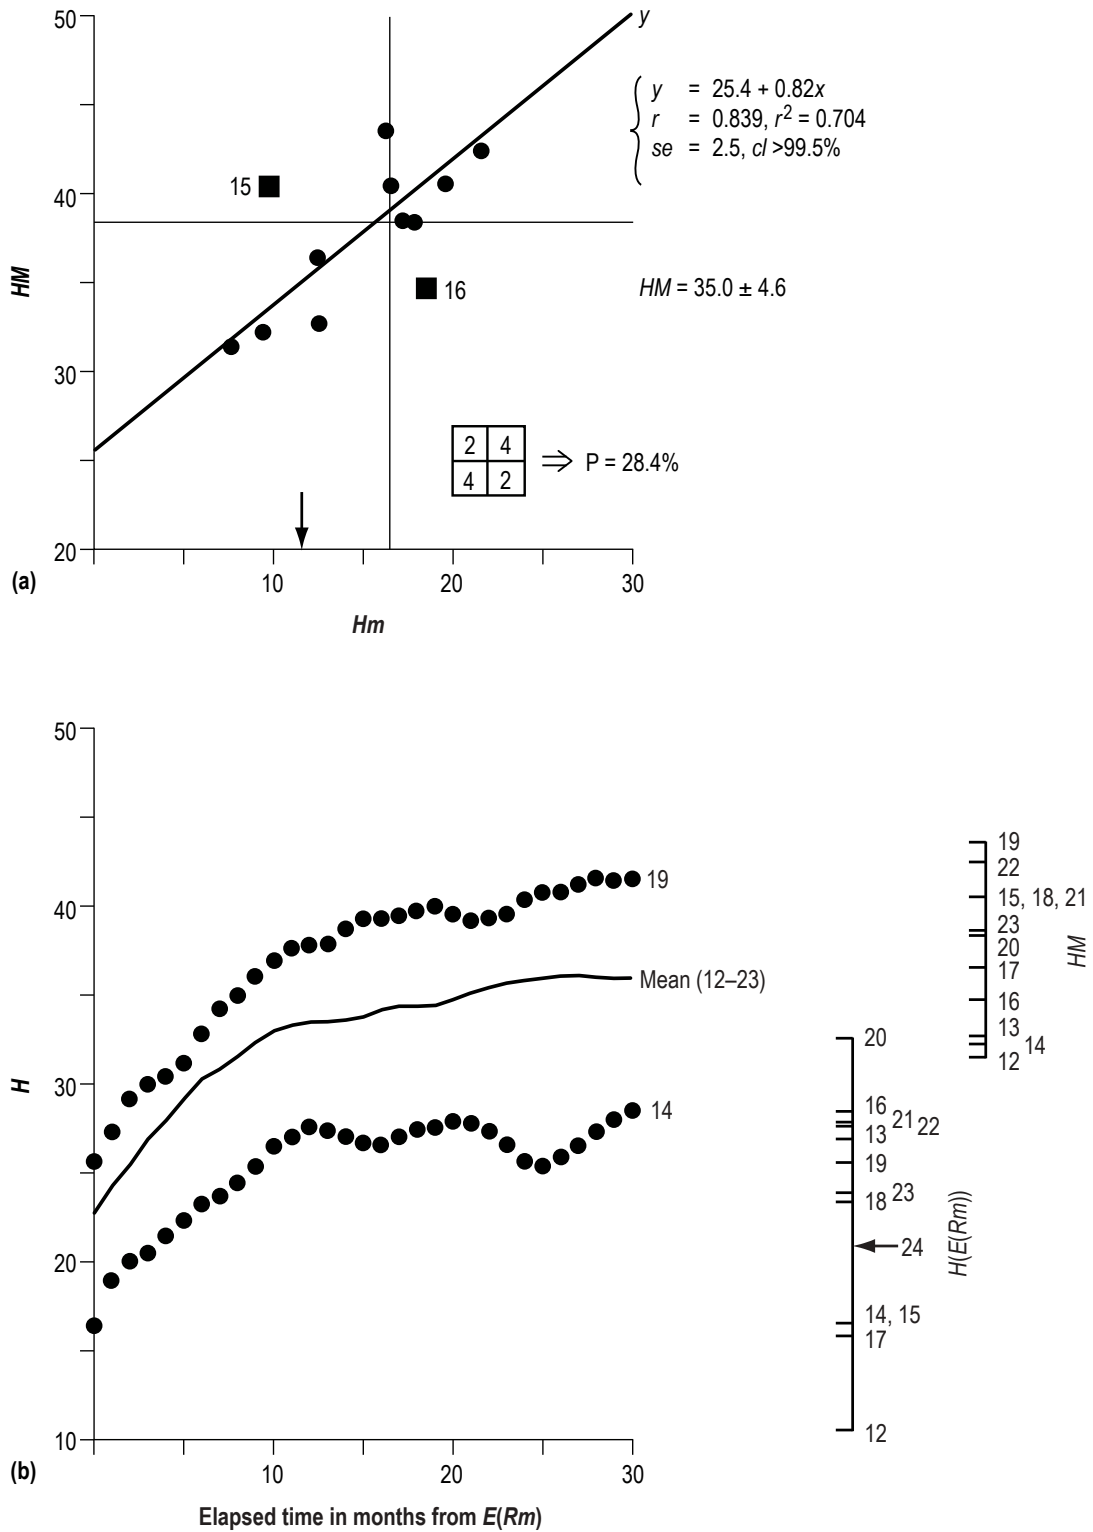 50
y
y = 25.4 + 0.82x
r = 0.839, r² = 0.704
se = 2.5, cl >99.5%
15
40
HM
16
HM = 35.0 ± 4.6
30
2 4
4 2
⇒ P = 28.4%
20
(a)
10 20 30
Hm
50
19
22
15, 18, 21
23
20
17
16
13
14
12
HM
40
19
Mean (12–23)
H
30
14
20
16
21 22
13
19
23
18
24
14, 15
17
12
H(E(Rm))
20
10
(b)
10 20 30
Elapsed time in months from E(Rm)